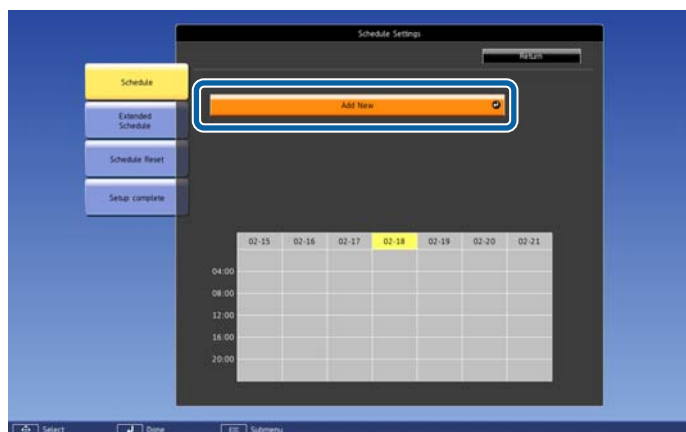 Schedule Settings
Return
Schedule
Add New
Extended
Schedule
Schedule Reset
Setup complete
02-15 02-16 02-17 02-18 02-19 02-20 02-21
04:00
08:00
12:00
16:00
20:00
Select Done Submenu